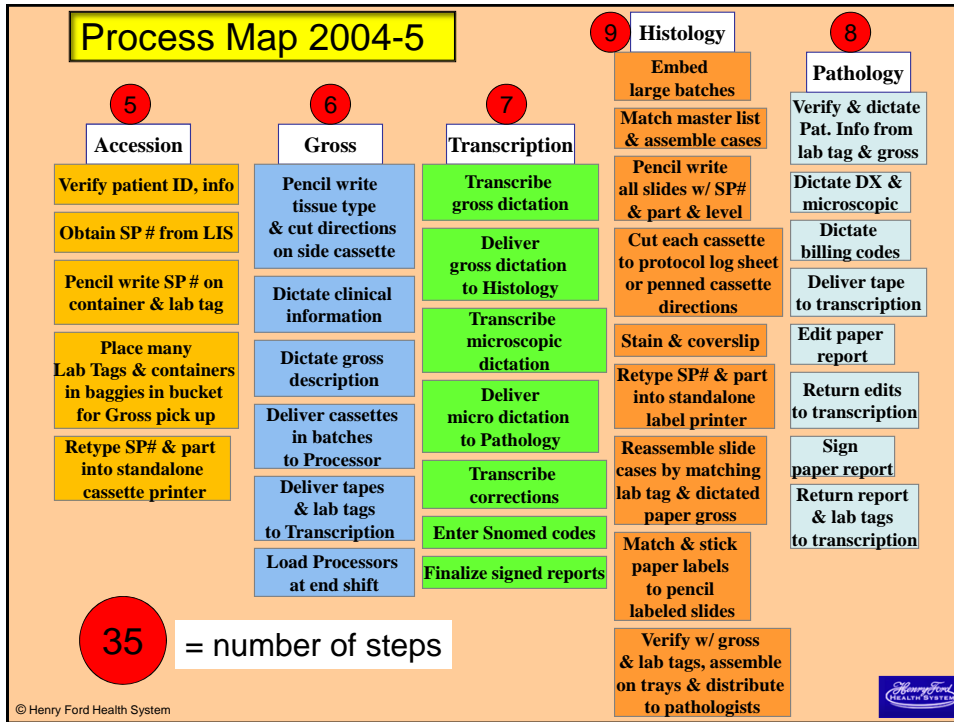 Process Map 2004-5
5
Accession
Verify patient ID, info
Obtain SP # from LIS
Pencil write SP # on
container & lab tag
Place many
Lab Tags & containers
in baggies in bucket
for Gross pick up
Retype SP# & part
into standalone
cassette printer
6
Gross
Pencil write
tissue type
& cut directions
on side cassette
Dictate clinical
information
Dictate gross
description
Deliver cassettes
in batches
to Processor
Deliver tapes
& lab tags
to Transcription
Load Processors
at end shift
7
Transcription
Transcribe
gross dictation
Deliver
gross dictation
to Histology
Transcribe
microscopic
dictation
Deliver
micro dictation
to Pathology
Transcribe
corrections
Enter Snomed codes
Finalize signed reports
9
Histology
Embed
large batches
Match master list
& assemble cases
Pencil write
all slides w/ SP#
& part & level
Cut each cassette
to protocol log sheet
or penned cassette
directions
Stain & coverslip
Retype SP# & part
into standalone
label printer
Reassemble slide
cases by matching
lab tag & dictated
paper gross
Match & stick
paper labels
to pencil
labeled slides
Verify w/ gross
& lab tags, assemble
on trays & distribute
to pathologists
8
Pathology
Verify & dictate
Pat. Info from
lab tag & gross
Dictate DX &
microscopic
Dictate
billing codes
Deliver tape
to transcription
Edit paper
report
Return edits
to transcription
Sign
paper report
Return report
& lab tags
to transcription
35
= number of steps
© Henry Ford Health System
Henry Ford
HEALTH SYSTEM